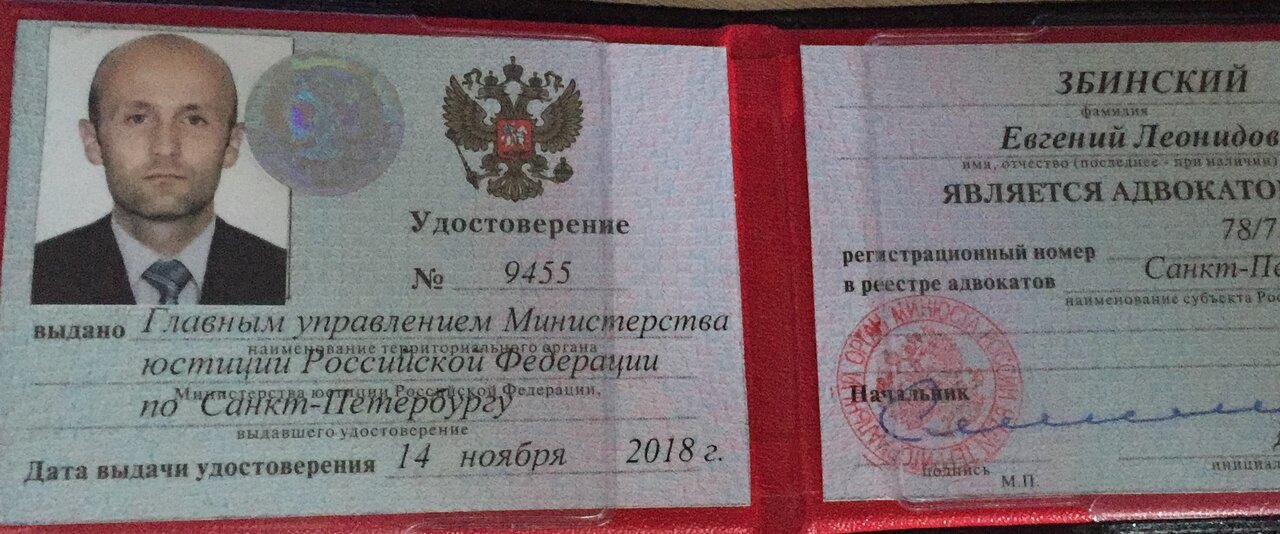 Удостоверение
№ 9455
выдано Главным управлением Министерства
наименование территориального органа
юстиции Российской Федерации
Министерства юстиции Российской Федерации,
по Санкт-Петербургу
выдавшего удостоверение
Дата выдачи удостоверения 14 ноября 2018 г.
ЗБИНСКИЙ
фамилия
Евгений Леонидов
имя, отчество (последнее - при наличии)
ЯВЛЯЕТСЯ АДВОКАТО
регистрационный номер 78/7
в реестре адвокатов Санкт-Пе
наименование субъекта Рос
Начальник
подпись
инициал
М.П.